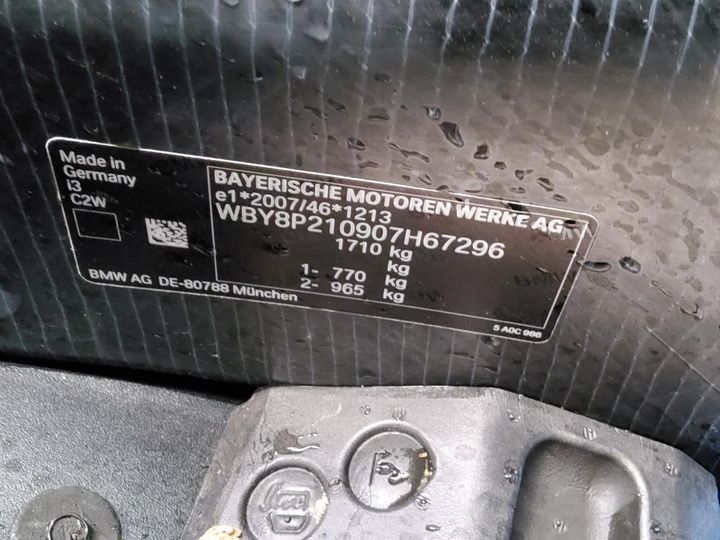 Made in
Germany
i3
C2W
BAYERISCHE MOTOREN WERKE AG
e1*2007/46*1213
WBY8P210907H67296
1710 kg
kg
1- 770 kg
2- 965 kg
BMW AG DE-80788 München
5 A0C 986